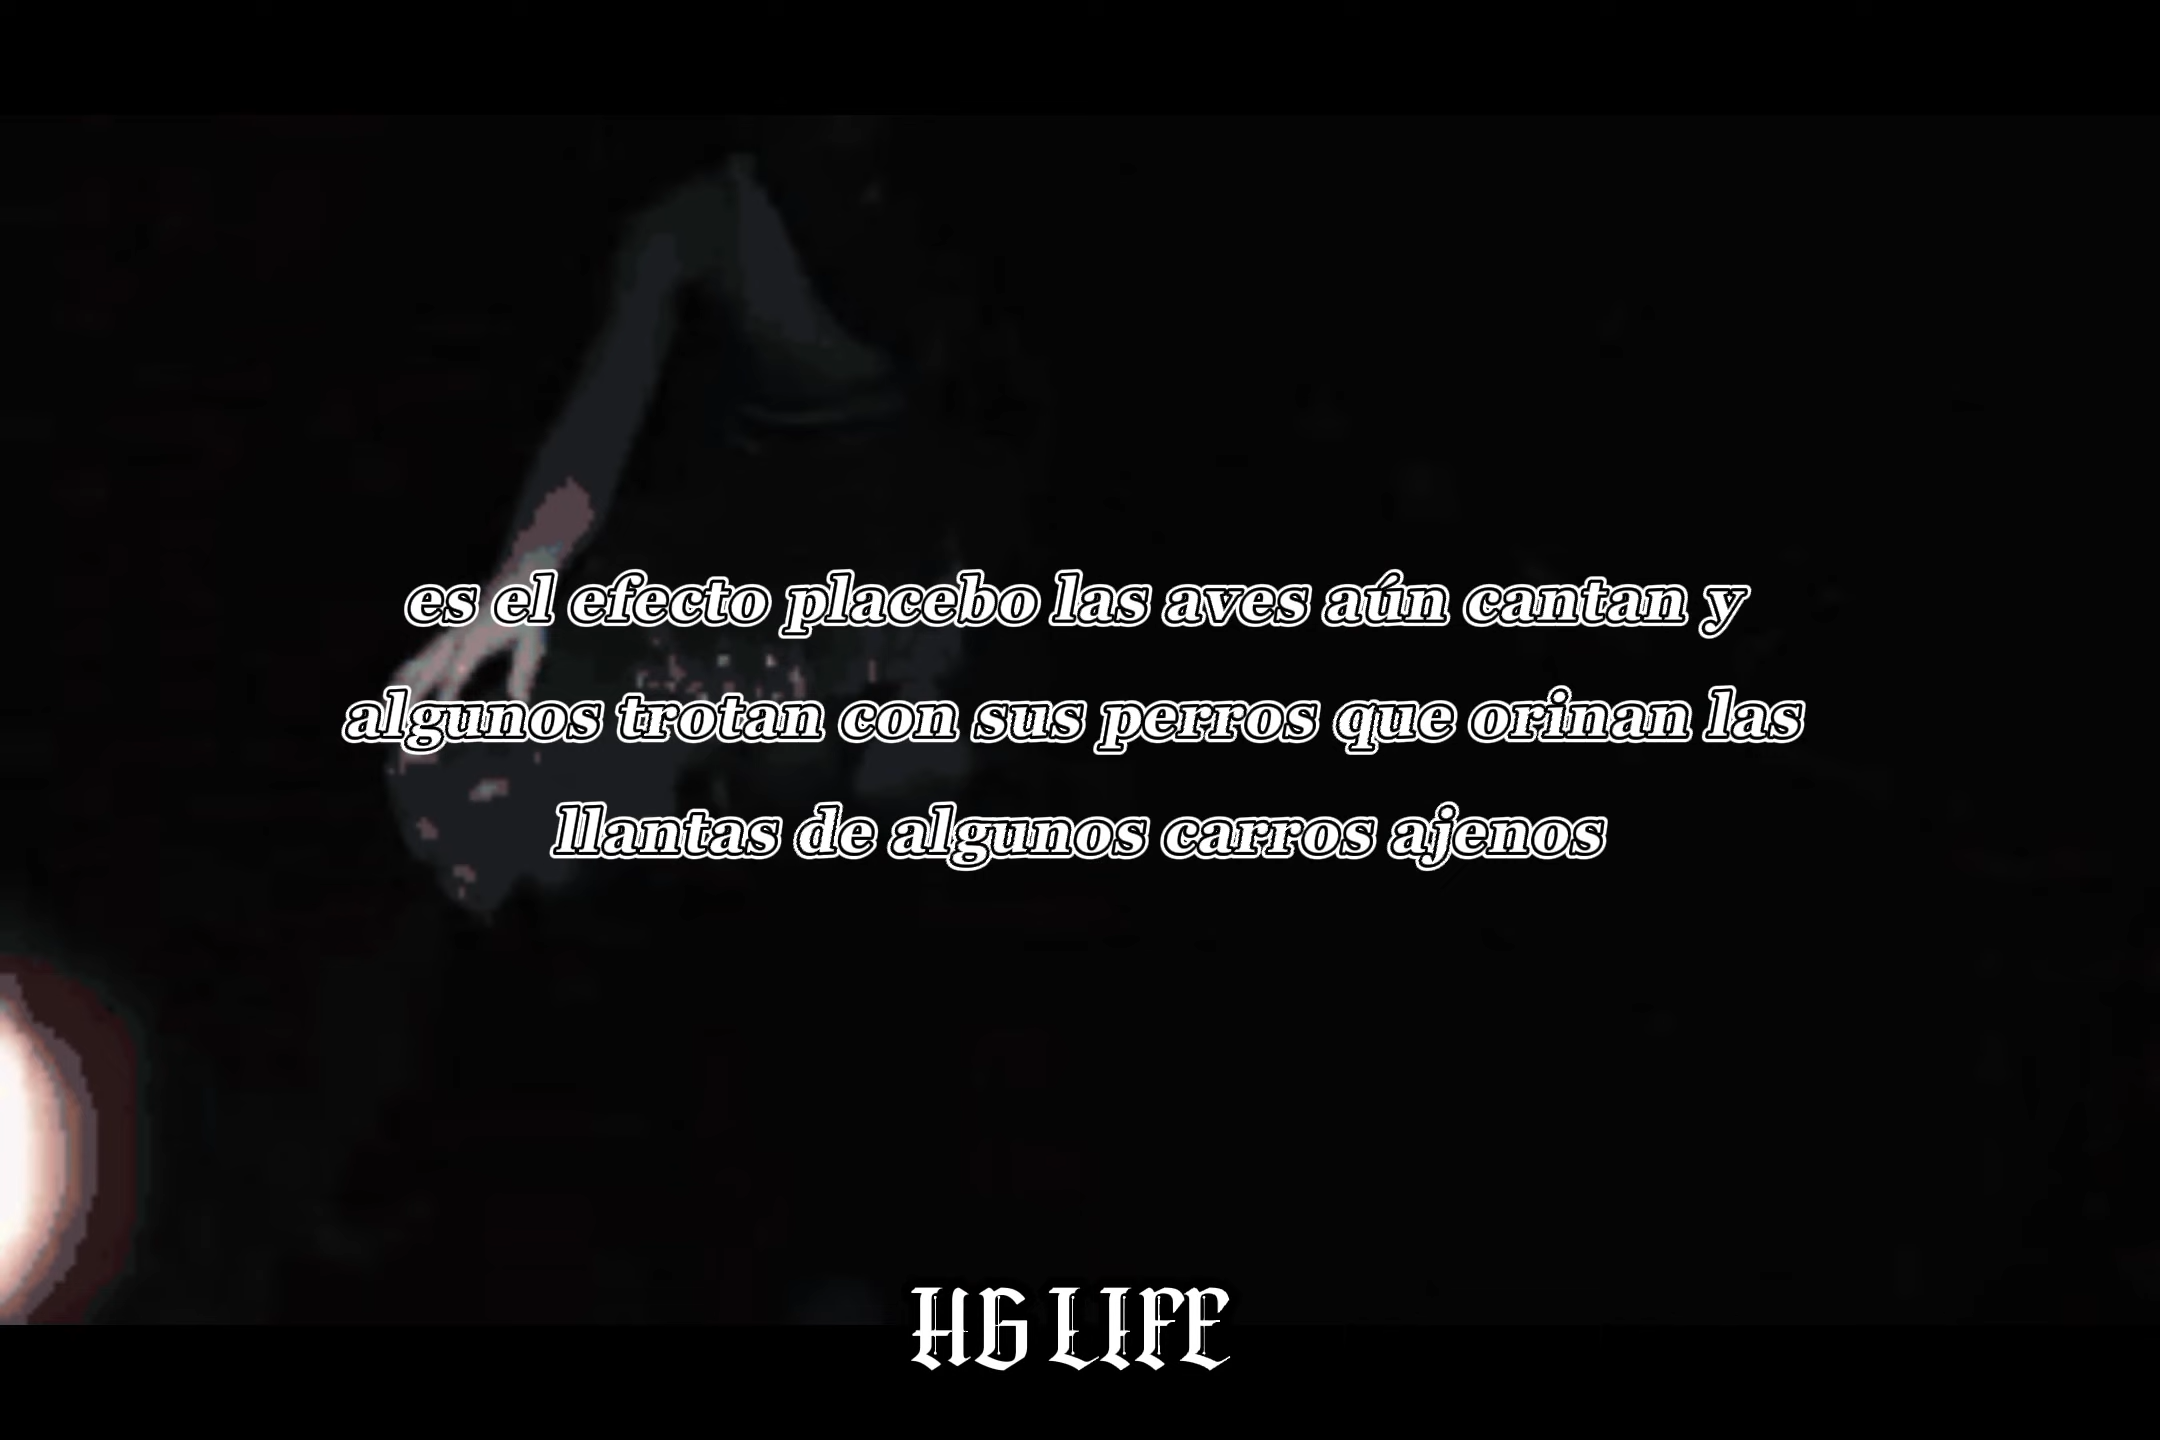 es el efecto placebo las aves aún cantan y
algunos trotan con sus perros que orinan las
llantas de algunos carros ajenos
HG LIFE